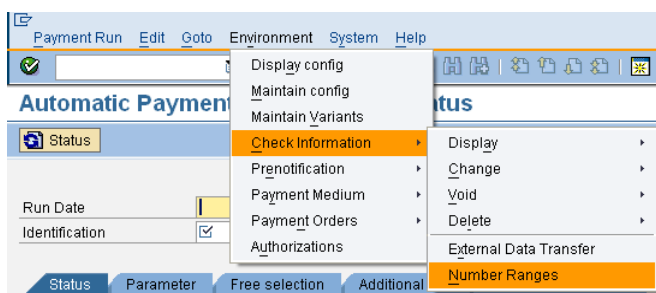 Payment Run Edit Goto Environment System Help
Display config
Maintain config
Automatic Paymen tus
Maintain Variants
Status
Check Information
Display
Prenotification
Change
Payment Medium
Void
Run Date
Payment Orders
Delete
Identification
Authorizations
External Data Transfer
Number Ranges
Status Parameter Free selection Additional